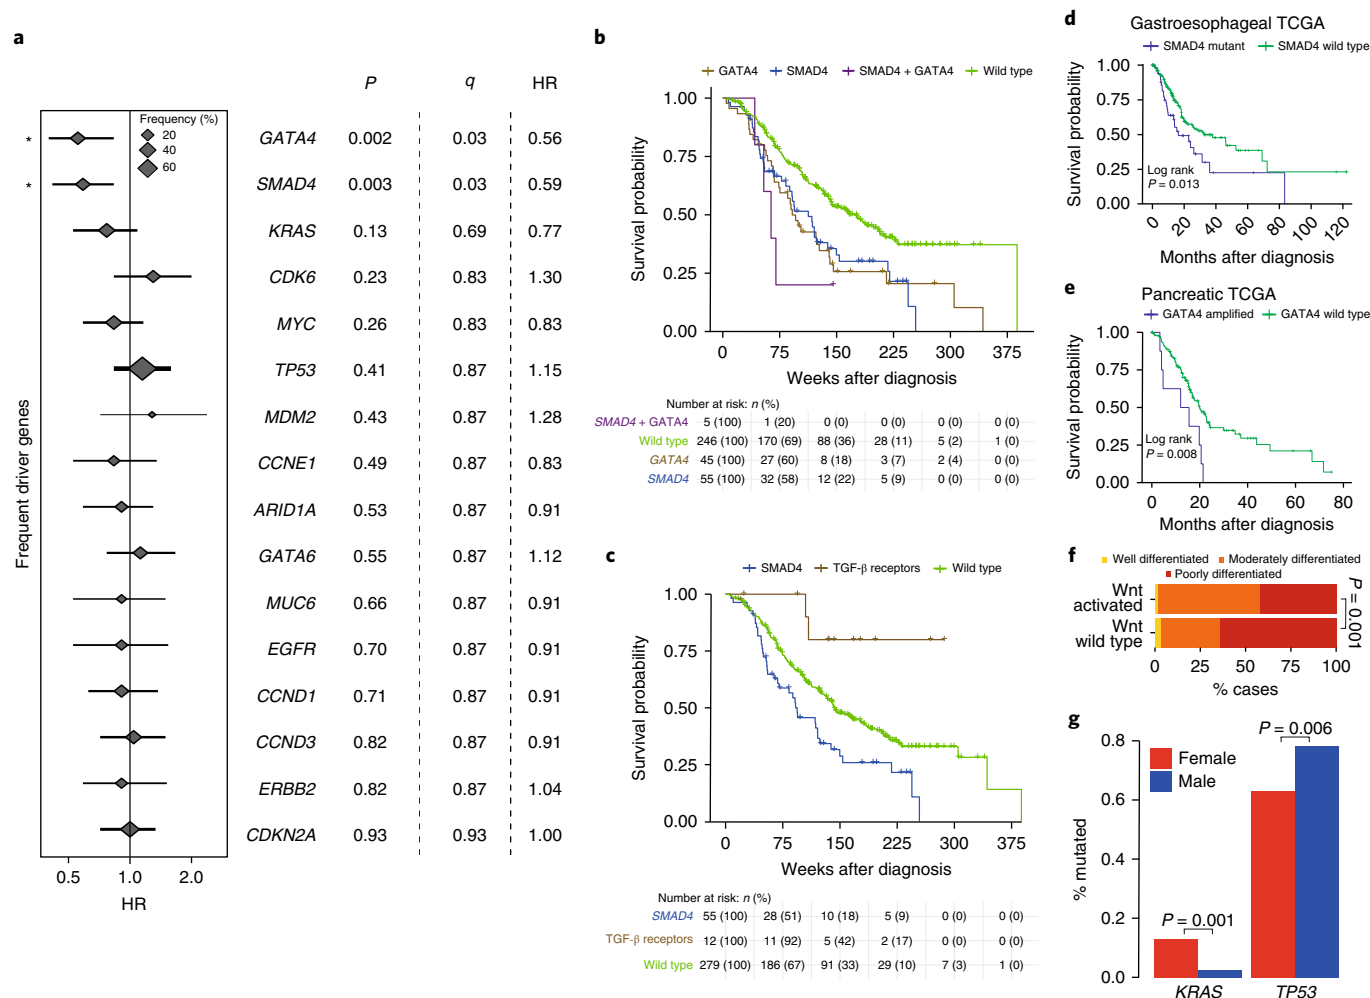 a
P q HR
Frequency (%)
20
40
60
* GATA4 0.002 0.03 0.56
* SMAD4 0.003 0.03 0.59
KRAS 0.13 0.69 0.77
CDK6 0.23 0.83 1.30
MYC 0.26 0.83 0.83
TP53 0.41 0.87 1.15
MDM2 0.43 0.87 1.28
CCNE1 0.49 0.87 0.83
ARID1A 0.53 0.87 0.91
GATA6 0.55 0.87 1.12
MUC6 0.66 0.87 0.91
EGFR 0.70 0.87 0.91
CCND1 0.71 0.87 0.91
CCND3 0.82 0.87 0.91
ERBB2 0.82 0.87 1.04
CDKN2A 0.93 0.93 1.00
Frequent driver genes
0.5 1.0 2.0
HR
b
GATA4 SMAD4 SMAD4 + GATA4 Wild type
Survival probability
1.00
0.75
0.50
0.25
0.00
0 75 150 225 300 375
Weeks after diagnosis
Number at risk: n (%)
SMAD4 + GATA4 5 (100) 1 (20) 0 (0) 0 (0) 0 (0) 0 (0)
Wild type 246 (100) 170 (69) 88 (36) 28 (11) 5 (2) 1 (0)
GATA4 45 (100) 27 (60) 8 (18) 3 (7) 2 (4) 0 (0)
SMAD4 55 (100) 32 (58) 12 (22) 5 (9) 0 (0) 0 (0)
c
SMAD4 TGF-β receptors Wild type
Survival probability
1.00
0.75
0.50
0.25
0.00
0 75 150 225 300 375
Weeks after diagnosis
Number at risk: n (%)
SMAD4 55 (100) 28 (51) 10 (18) 5 (9) 0 (0) 0 (0)
TGF-β receptors 12 (100) 11 (92) 5 (42) 2 (17) 0 (0) 0 (0)
Wild type 279 (100) 186 (67) 91 (33) 29 (10) 7 (3) 1 (0)
d
Gastroesophageal TCGA
SMAD4 mutant SMAD4 wild type
Survival probability
1.00
0.75
0.50
0.25
0.00
Log rank
P = 0.013
0 20 40 60 80 100 120
Months after diagnosis
e
Pancreatic TCGA
GATA4 amplified GATA4 wild type
Survival probability
1.00
0.75
0.50
0.25
0.00
Log rank
P = 0.008
0 20 40 60 80
Months after diagnosis
f
Well differentiated Moderately differentiated
Poorly differentiated
Wnt
activated
Wnt
wild type
P = 0.001
0 25 50 75 100
% cases
g
Female
Male
% mutated
0.8
0.6
0.4
0.2
0.0
P = 0.001
P = 0.006
KRAS TP53